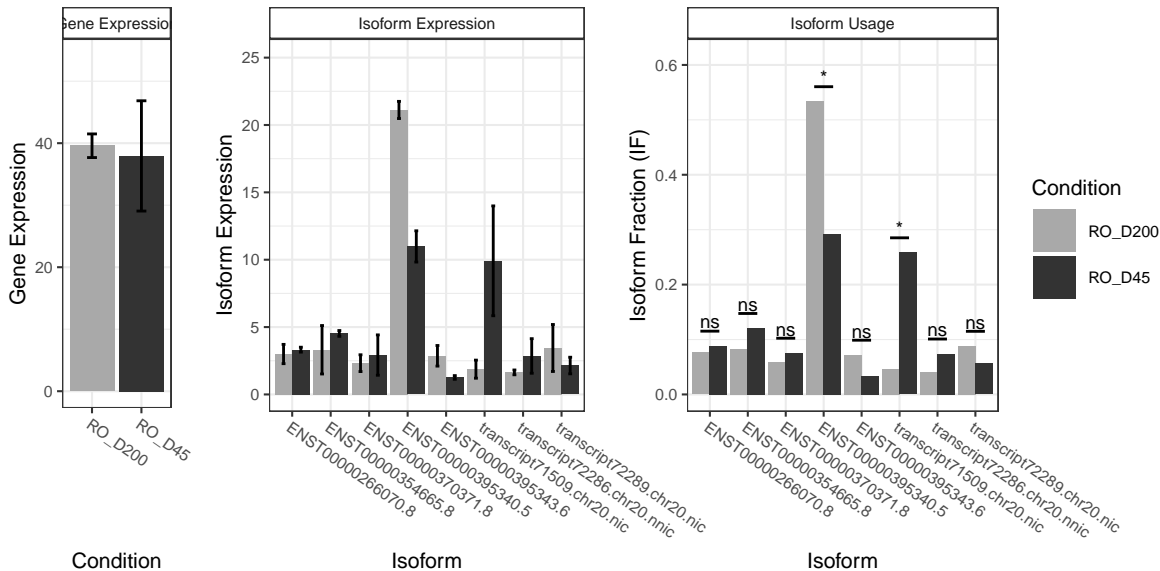 Gene Expression
Isoform Expression
Isoform Usage
Gene Expression
0
20
40
RO_D200
RO_D45
Condition
Isoform Expression
0
5
10
15
20
25
ENST00000266070.8
ENST00000354665.8
ENST00000370371.8
ENST00000395340.5
ENST00000395343.6
transcript71509.chr20.nic
transcript72286.chr20.nnic
transcript72289.chr20.nic
Isoform
Isoform Fraction (IF)
0.0
0.2
0.4
0.6
ns
ns
ns
*
ns
*
ns
ns
ENST00000266070.8
ENST00000354665.8
ENST00000370371.8
ENST00000395340.5
ENST00000395343.6
transcript71509.chr20.nic
transcript72286.chr20.nnic
transcript72289.chr20.nic
Isoform
Condition
RO_D200
RO_D45